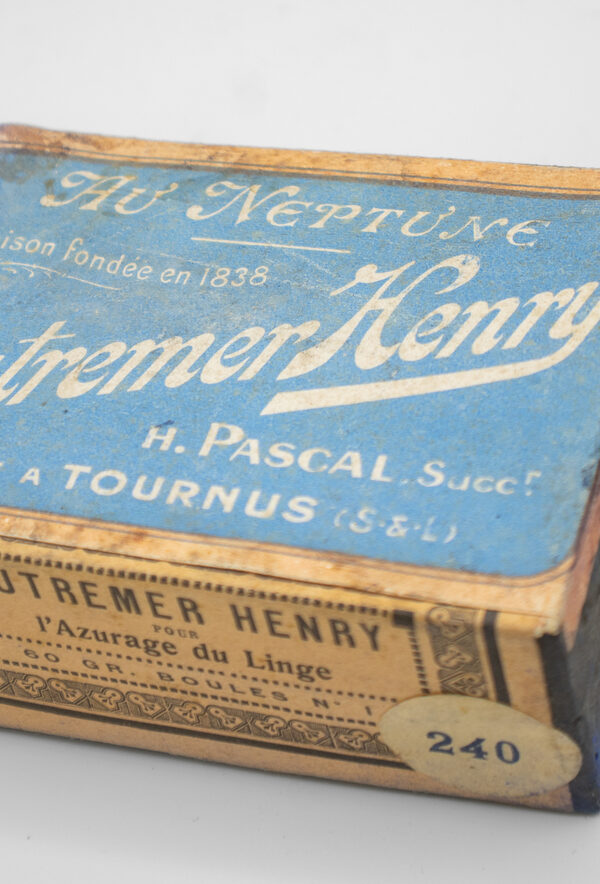 AU NEPTUNE
ison fondée en 1838
tremer Henry
H. PASCAL, Succr
A TOURNUS (S-&-L)
UTREMER HENRY
POUR
l'Azurage du Linge
60 GR. BOULES N° 1
240